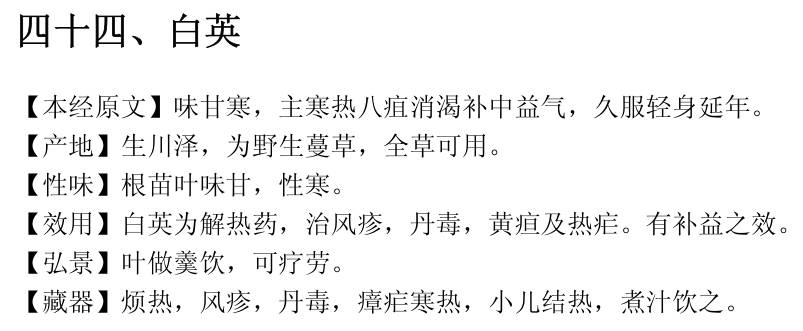 四十四、白英
【本经原文】味甘寒，主寒热八疽消渴补中益气，久服轻身延年。
【产地】生川泽，为野生蔓草，全草可用。
【性味】根苗叶味甘，性寒。
【效用】白英为解热药，治风疹，丹毒，黄疸及热疟。有补益之效。
【弘景】叶做羹饮，可疗劳。
【藏器】烦热，风疹，丹毒，瘴疟寒热，小儿结热，煮汁饮之。